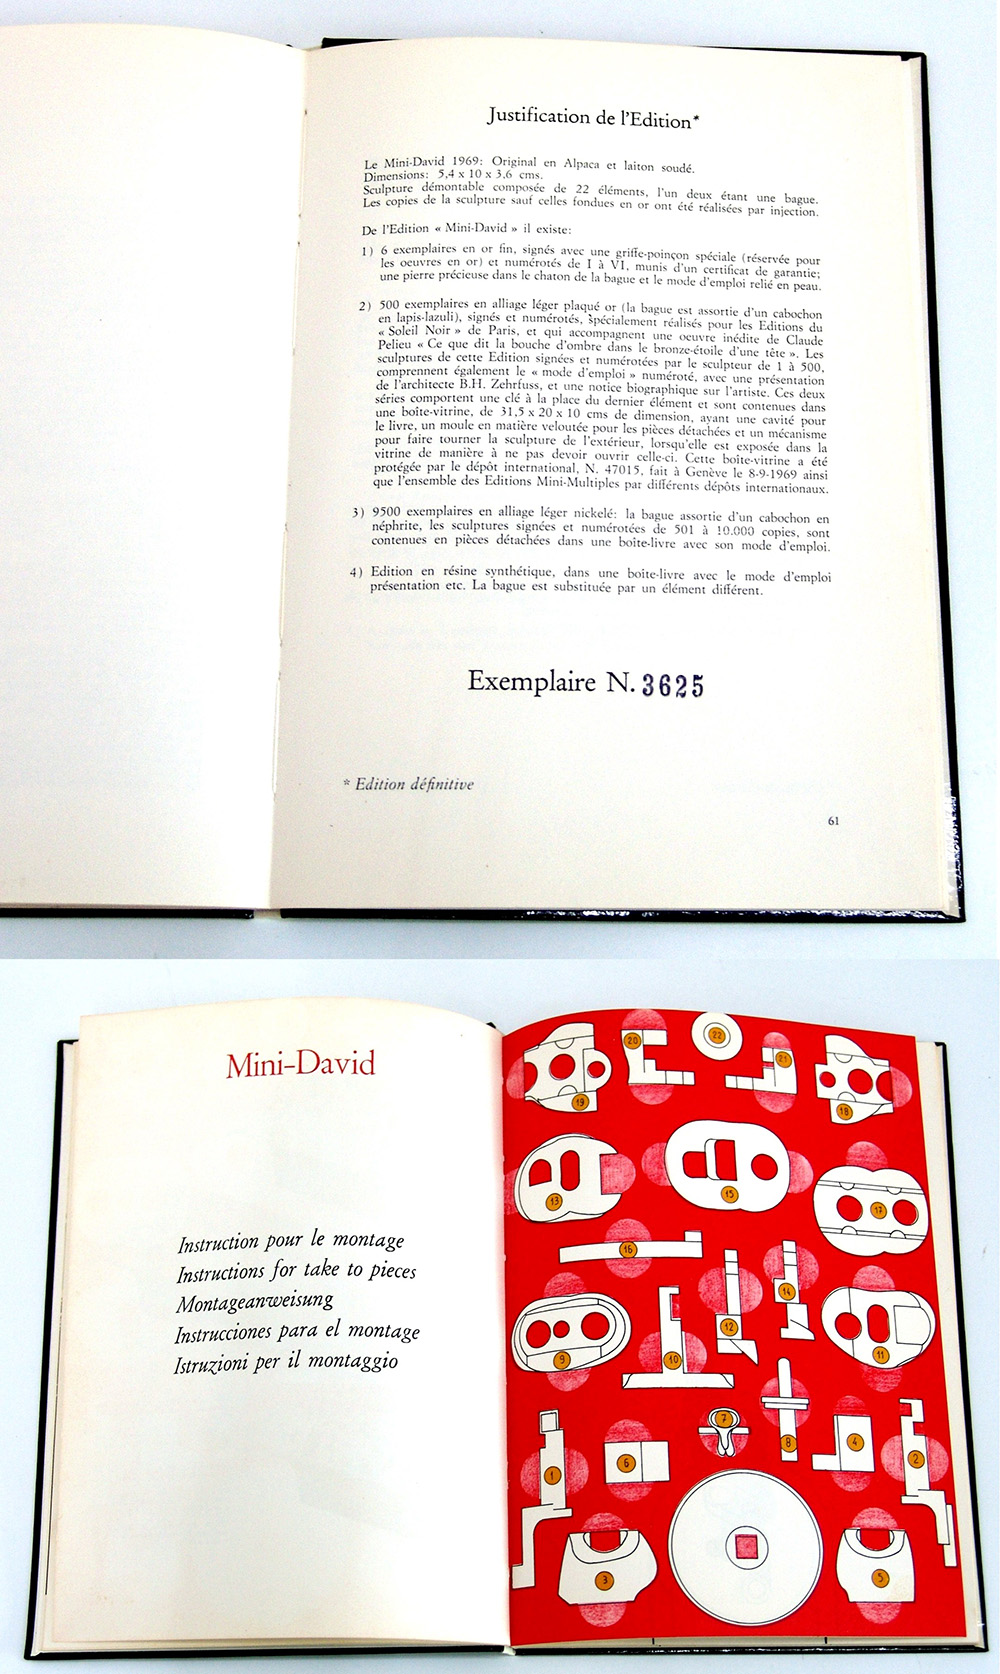 Justification de l'Edition*
Le Mini-David 1969: Original en Alpaca et laiton soudé.
Dimensions: 5,4 x 10 x 3,6 cms.
Sculpture démontable composée de 22 éléments, l'un deux étant une bague.
Les copies de la sculpture sauf celles fondues en or ont été réalisées par injection.
De l'Edition « Mini-David » il existe:
1) 6 exemplaires en or fin, signés avec une griffe-poinçon spéciale (réservée pour
les oeuvres en or) et numérotés de I à VI, munis d'un certificat de garantie;
une pierre précieuse dans le chaton de la bague et le mode d'emploi relié en peau.
2) 500 exemplaires en alliage léger plaqué or (la bague est assortie d'un cabochon
en lapis-lazuli), signés et numérotés, spécialement réalisés pour les Editions du
« Soleil Noir » de Paris, et qui accompagnent une oeuvre inédite de Claude
Pelieu « Ce que dit la bouche d'ombre dans le bronze-étoile d'une tête ». Les
sculptures de cette Edition signées et numérotées par le sculpteur de 1 à 500,
comprennent également le « mode d'emploi » numéroté, avec une présentation
de l'architecte B.H. Zehrfuss, et une notice biographique sur l'artiste. Ces deux
séries comportent une clé à la place du dernier élément et sont contenues dans
une boîte-vitrine, de 31,5 x 20 x 10 cms de dimension, ayant une cavité pour
le livre, un moule en matière veloutée pour les pièces détachées et un mécanisme
pour faire tourner la sculpture de l'extérieur, lorsqu'elle est exposée dans la
vitrine de manière à ne pas devoir ouvrir celle-ci. Cette boîte-vitrine a été
protégée par le dépôt international, N. 47015, fait à Genève le 8-9-1969 ainsi
que l'ensemble des Editions Mini-Multiples par différents dépôts internationaux.
3) 9500 exemplaires en alliage léger nickelé: la bague assortie d'un cabochon en
néphrite, les sculptures signées et numérotées de 501 à 10.000 copies, sont
contenues en pièces détachées dans une boîte-livre avec son mode d'emploi.
4) Edition en résine synthétique, dans une boite-livre avec le mode d'emploi
présentation etc. La bague est substituée par un élément différent.
Exemplaire N. 3625
* Edition définitive
61
Mini-David
Instruction pour le montage
Instructions for take to pieces
Montageanweisung
Instrucciones para el montage
Istruzioni per il montaggio
19
20
22
21
18
13
15
17
16
14
12
9
10
11
7
8
4
2
1
6
3
5